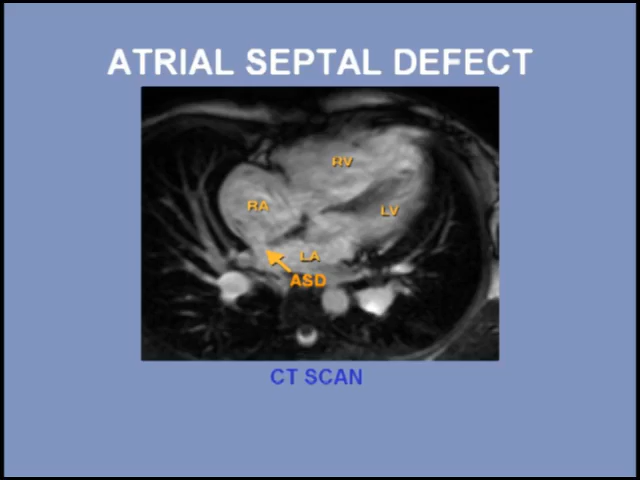 ATRIAL SEPTAL DEFECT
RV
RA
LV
LA
ASD
CT SCAN